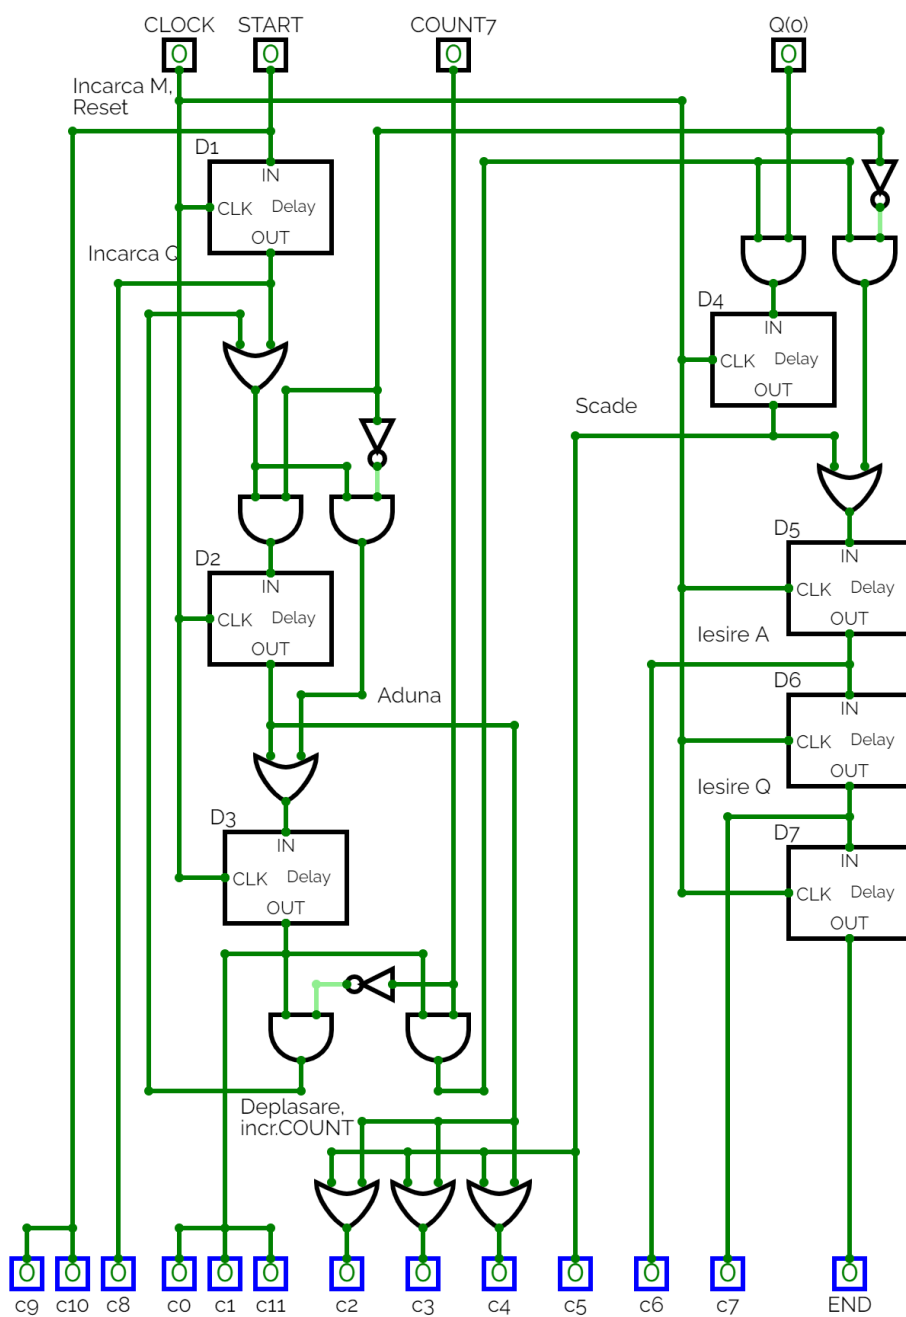 CLOCK START COUNT7 Q(0)
0 0 0 0
Incarca M,
Reset
D1
IN
CLK Delay
OUT
Incarca Q
D4
IN
CLK Delay
OUT
Scade
D2
IN
CLK Delay
OUT
D5
IN
CLK Delay
OUT
Iesire A
Aduna
D6
IN
CLK Delay
OUT
Iesire Q
D3
IN
CLK Delay
OUT
D7
IN
CLK Delay
OUT
Deplasare,
incr.COUNT
0 0 0 0 0 0 0 0 0 0 0 0 0
c9 c10 c8 c0 c1 c11 c2 c3 c4 c5 c6 c7 END